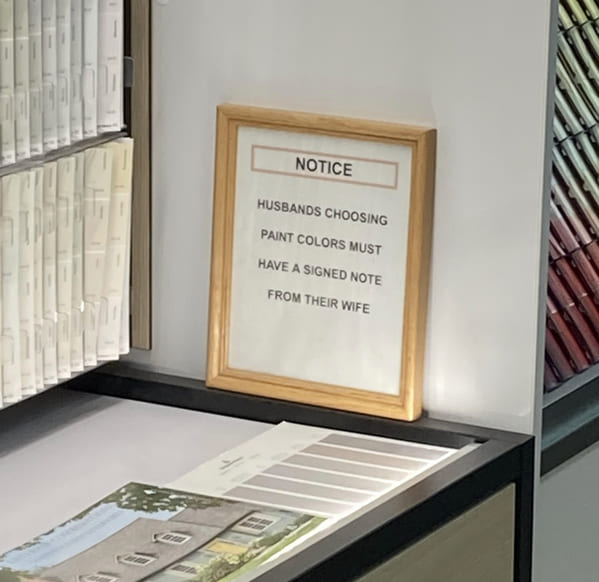 NOTICE
HUSBANDS CHOOSING
PAINT COLORS MUST
HAVE A SIGNED NOTE
FROM THEIR WIFE